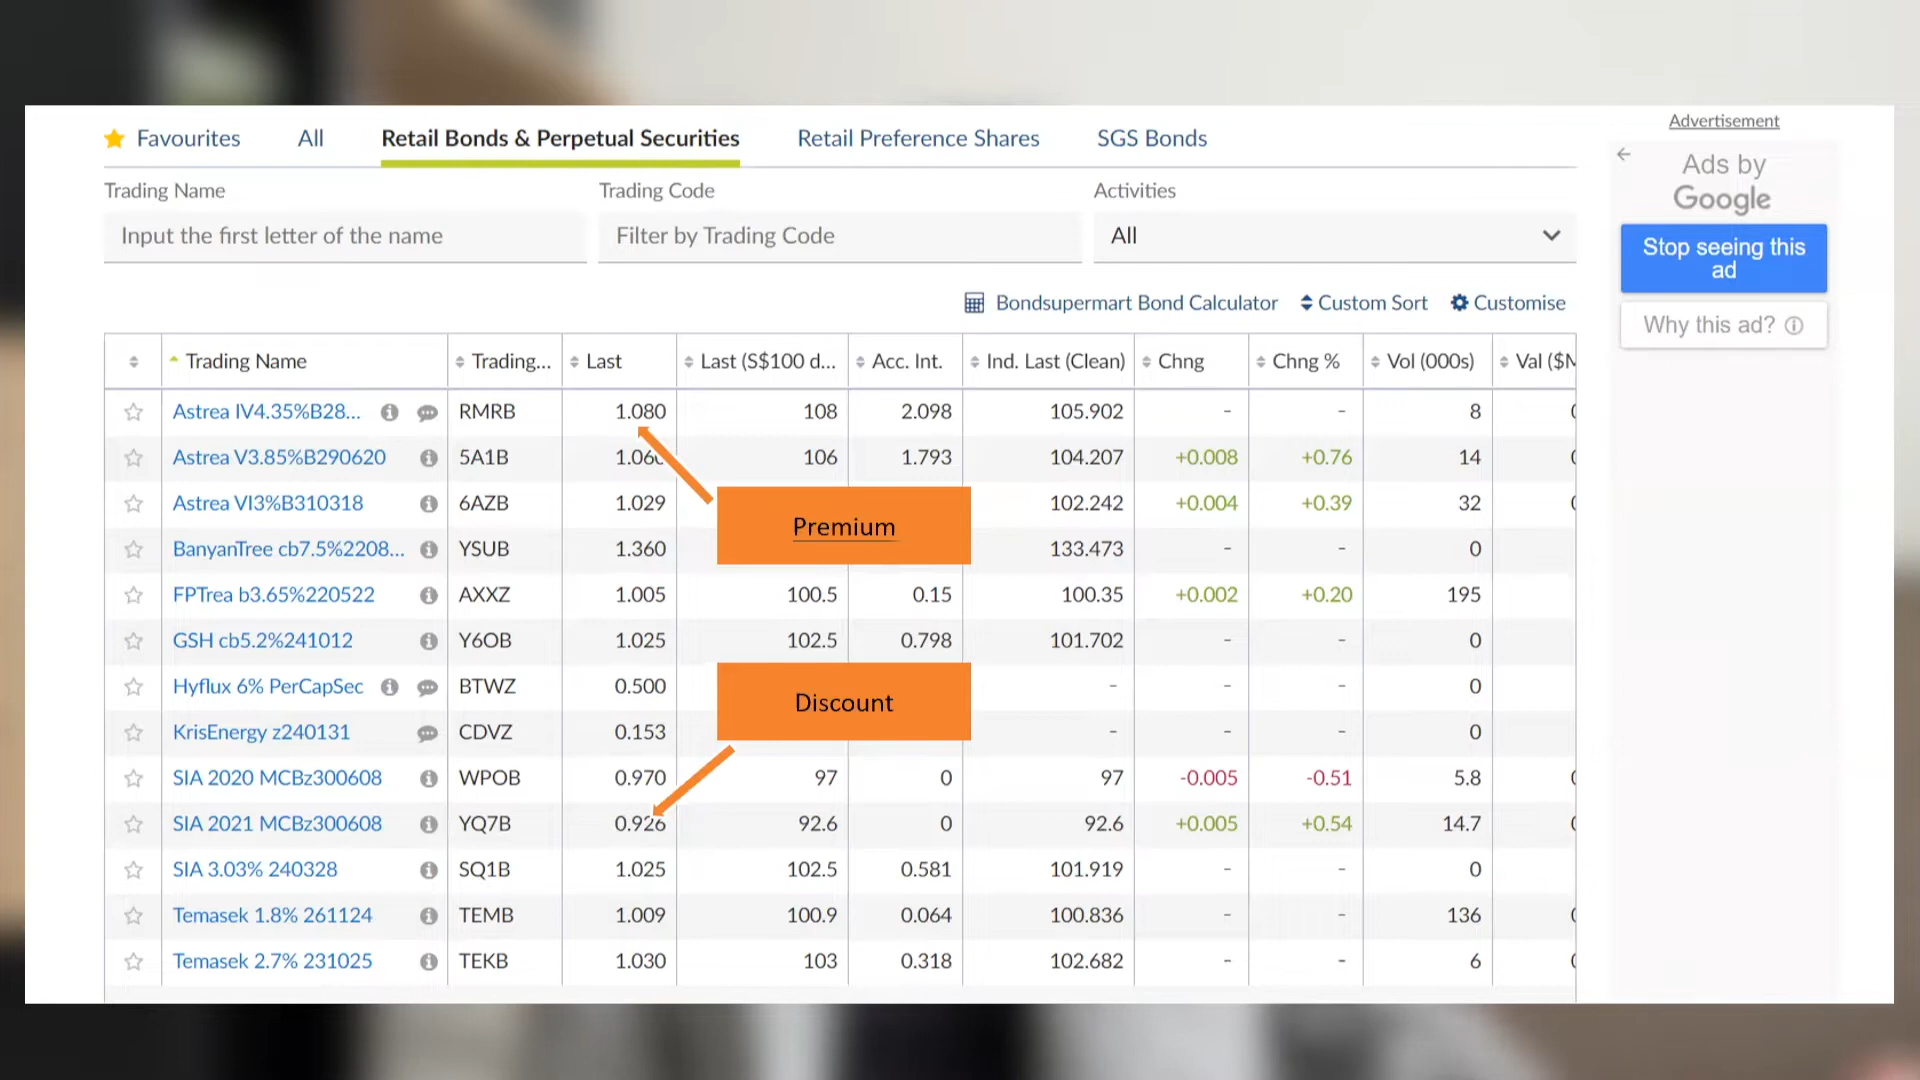 Favourites All Retail Bonds & Perpetual Securities Retail Preference Shares SGS Bonds
Advertisement
Ads by
Google
Stop seeing this
ad
Why this ad?
Trading Name Trading Code Activities
Input the first letter of the name Filter by Trading Code All
Bondsupermart Bond Calculator Custom Sort Customise
Trading Name Trading... Last Last (S$100 d... Acc. Int. Ind. Last (Clean) Chng Chng % Vol (000s) Val ($M
Astrea IV4.35%B28... RMRB 1.080 108 2.098 105.902 - - 8
Astrea V3.85%B290620 5A1B 1.060 106 1.793 104.207 +0.008 +0.76 14
Astrea VI3%B310318 6AZB 1.029 102.242 +0.004 +0.39 32
Premium
BanyanTree cb7.5%2208... YSUB 1.360 133.473 - - 0
FPTrea b3.65%220522 AXXZ 1.005 100.5 0.15 100.35 +0.002 +0.20 195
GSH cb5.2%241012 Y6OB 1.025 102.5 0.798 101.702 - - 0
Hyflux 6% PerCapSec BTWZ 0.500 - - - 0
Discount
KrisEnergy z240131 CDVZ 0.153 - - - 0
SIA 2020 MCBz300608 WPOB 0.970 97 0 97 -0.005 -0.51 5.8
SIA 2021 MCBz300608 YQ7B 0.926 92.6 0 92.6 +0.005 +0.54 14.7
SIA 3.03% 240328 SQ1B 1.025 102.5 0.581 101.919 - - 0
Temasek 1.8% 261124 TEMB 1.009 100.9 0.064 100.836 - - 136
Temasek 2.7% 231025 TEKB 1.030 103 0.318 102.682 - - 6